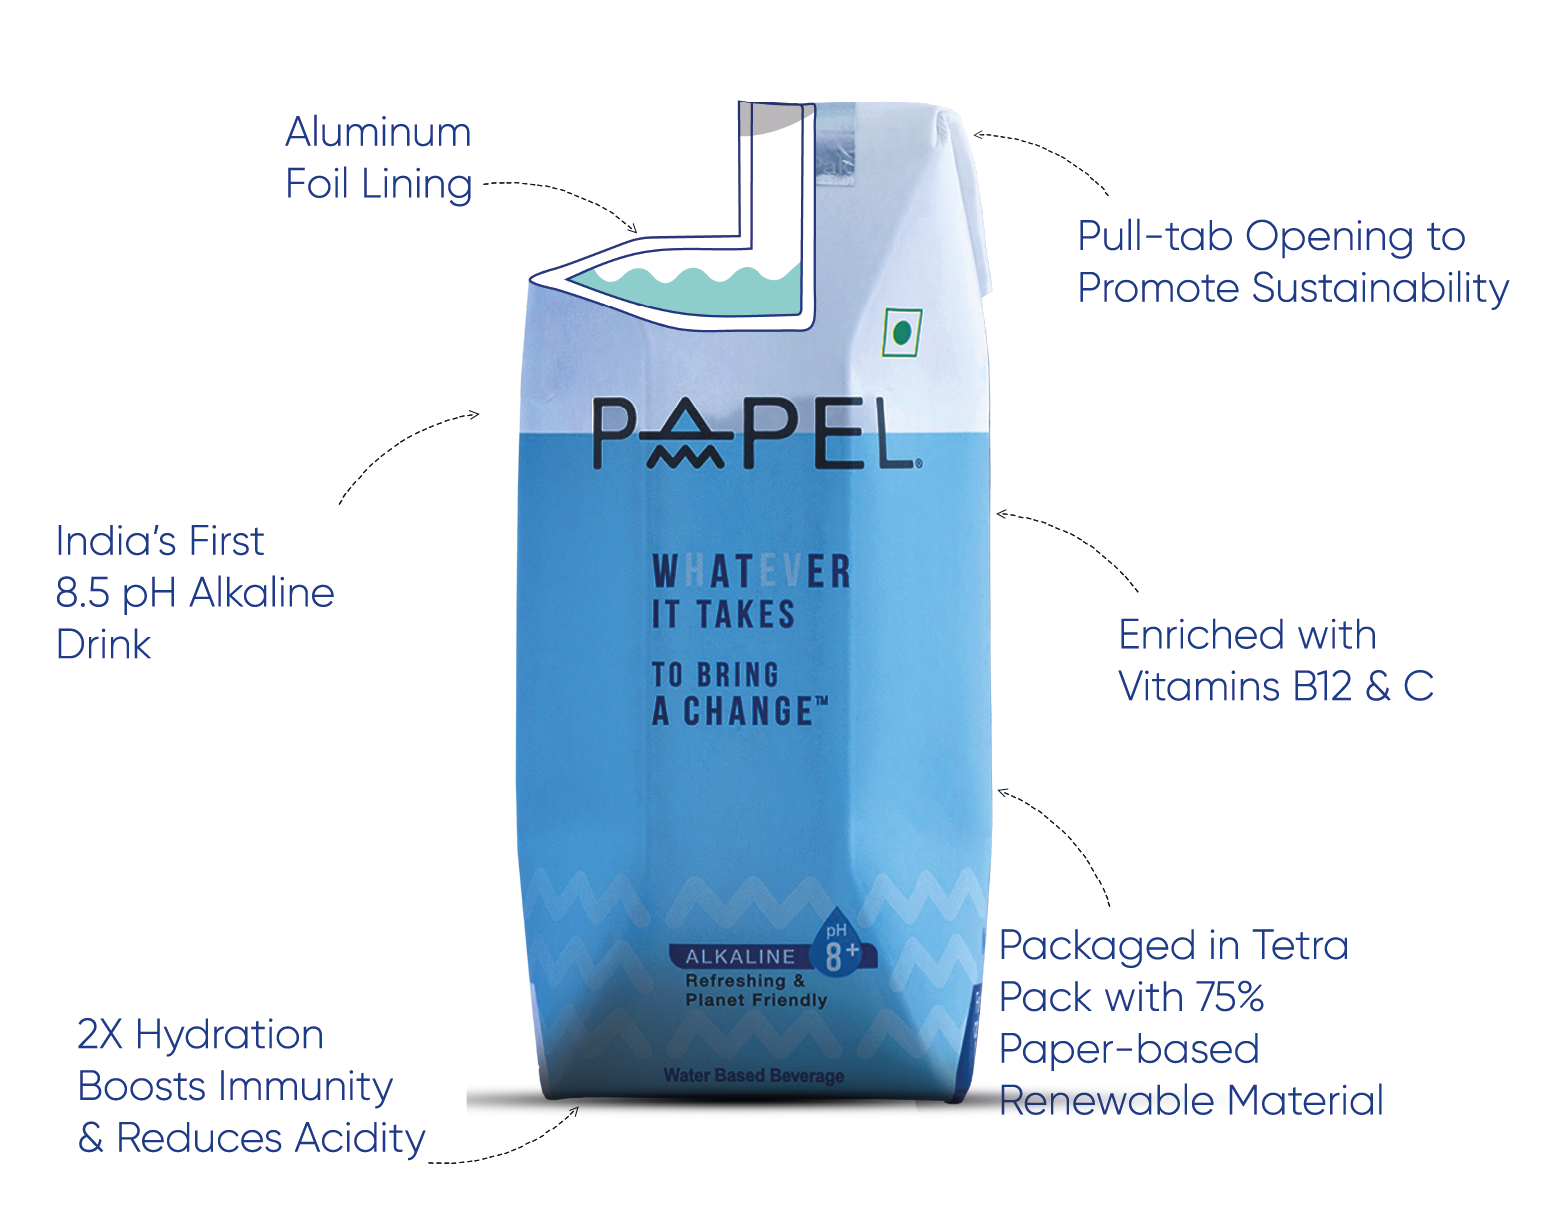 Aluminum
Foil Lining
Pull-tab Opening to
Promote Sustainability
PAPEL®
India's First
8.5 pH Alkaline
Drink
WHATEVER
IT TAKES
TO BRING
A CHANGE™
Enriched with
Vitamins B12 & C
pH
8+
ALKALINE
Refreshing &
Planet Friendly
Water Based Beverage
Packaged in Tetra
Pack with 75%
Paper-based
Renewable Material
2X Hydration
Boosts Immunity
& Reduces Acidity